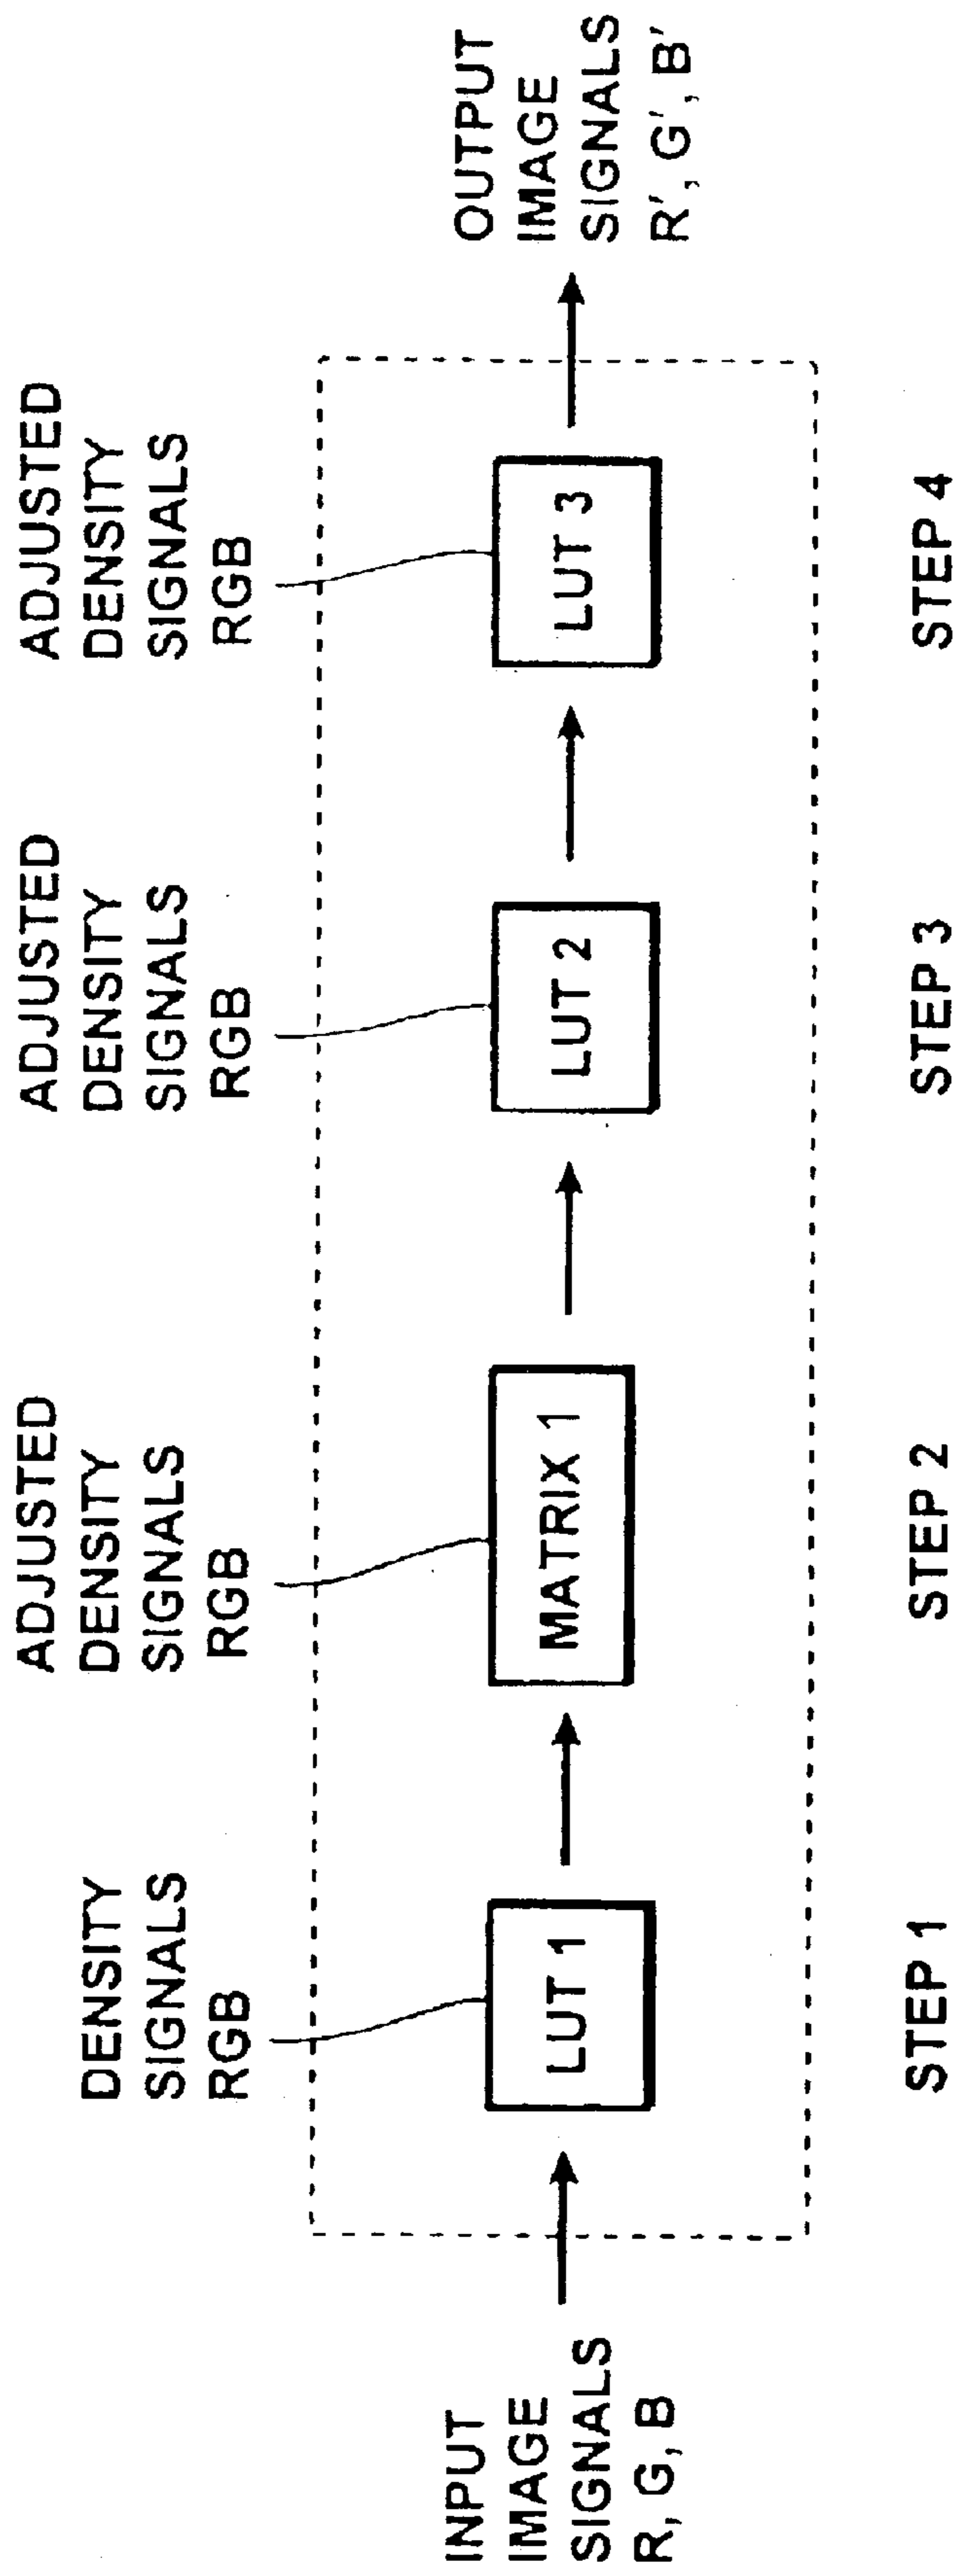 DENSITY
SIGNALS
RGB
ADJUSTED
DENSITY
SIGNALS
RGB
ADJUSTED
DENSITY
SIGNALS
RGB
ADJUSTED
DENSITY
SIGNALS
RGB
INPUT
IMAGE
SIGNALS
R, G, B
LUT 1
MATRIX 1
LUT 2
LUT 3
OUTPUT
IMAGE
SIGNALS
R', G', B'
STEP 1
STEP 2
STEP 3
STEP 4